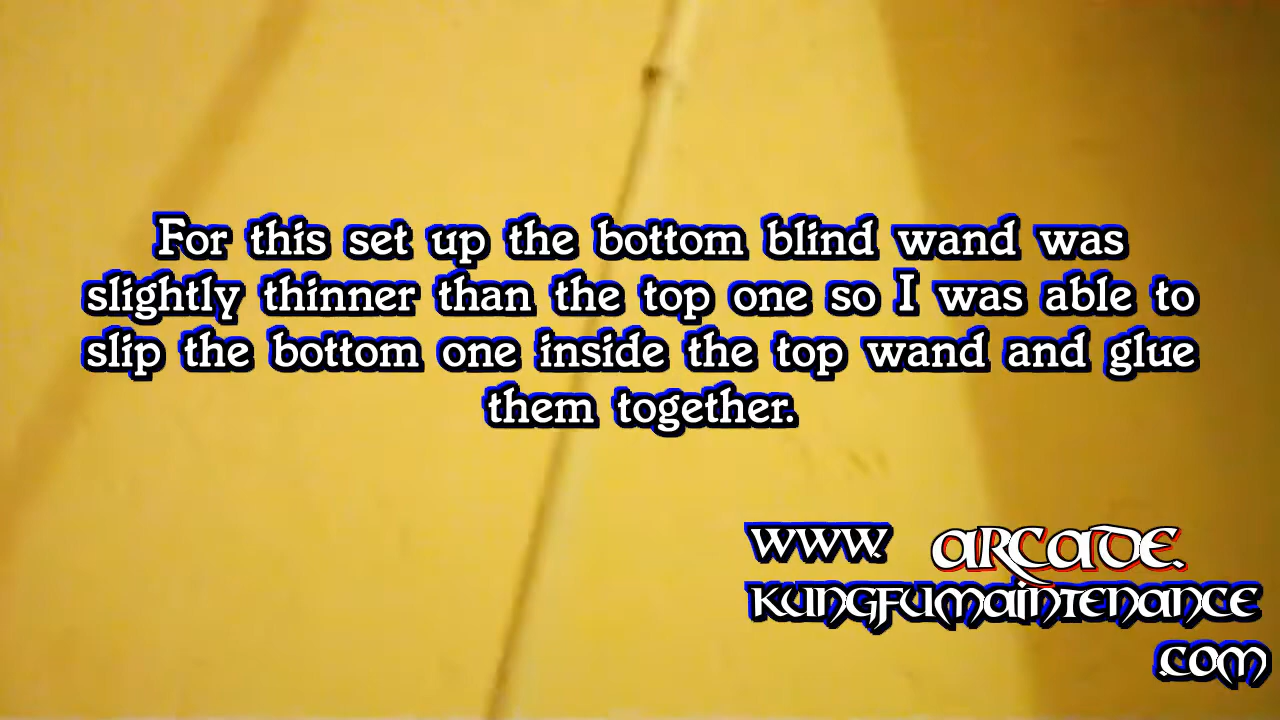 For this set up the bottom blind wand was
slightly thinner than the top one so I was able to
slip the bottom one inside the top wand and glue
them together.
www. arcade.
kungfumaintenance
.com